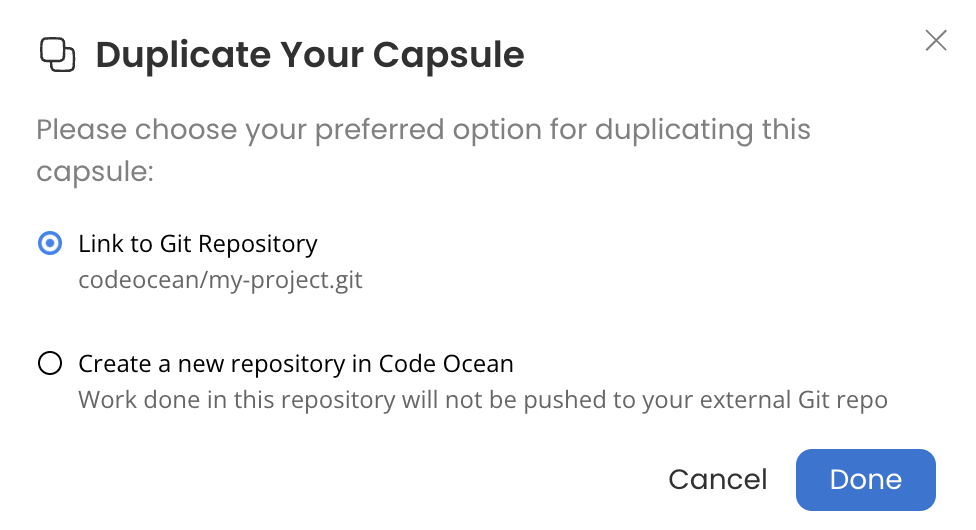 Duplicate Your Capsule
Please choose your preferred option for duplicating this
capsule:
Link to Git Repository
codeocean/my-project.git
Create a new repository in Code Ocean
Work done in this repository will not be pushed to your external Git repo
Cancel
Done